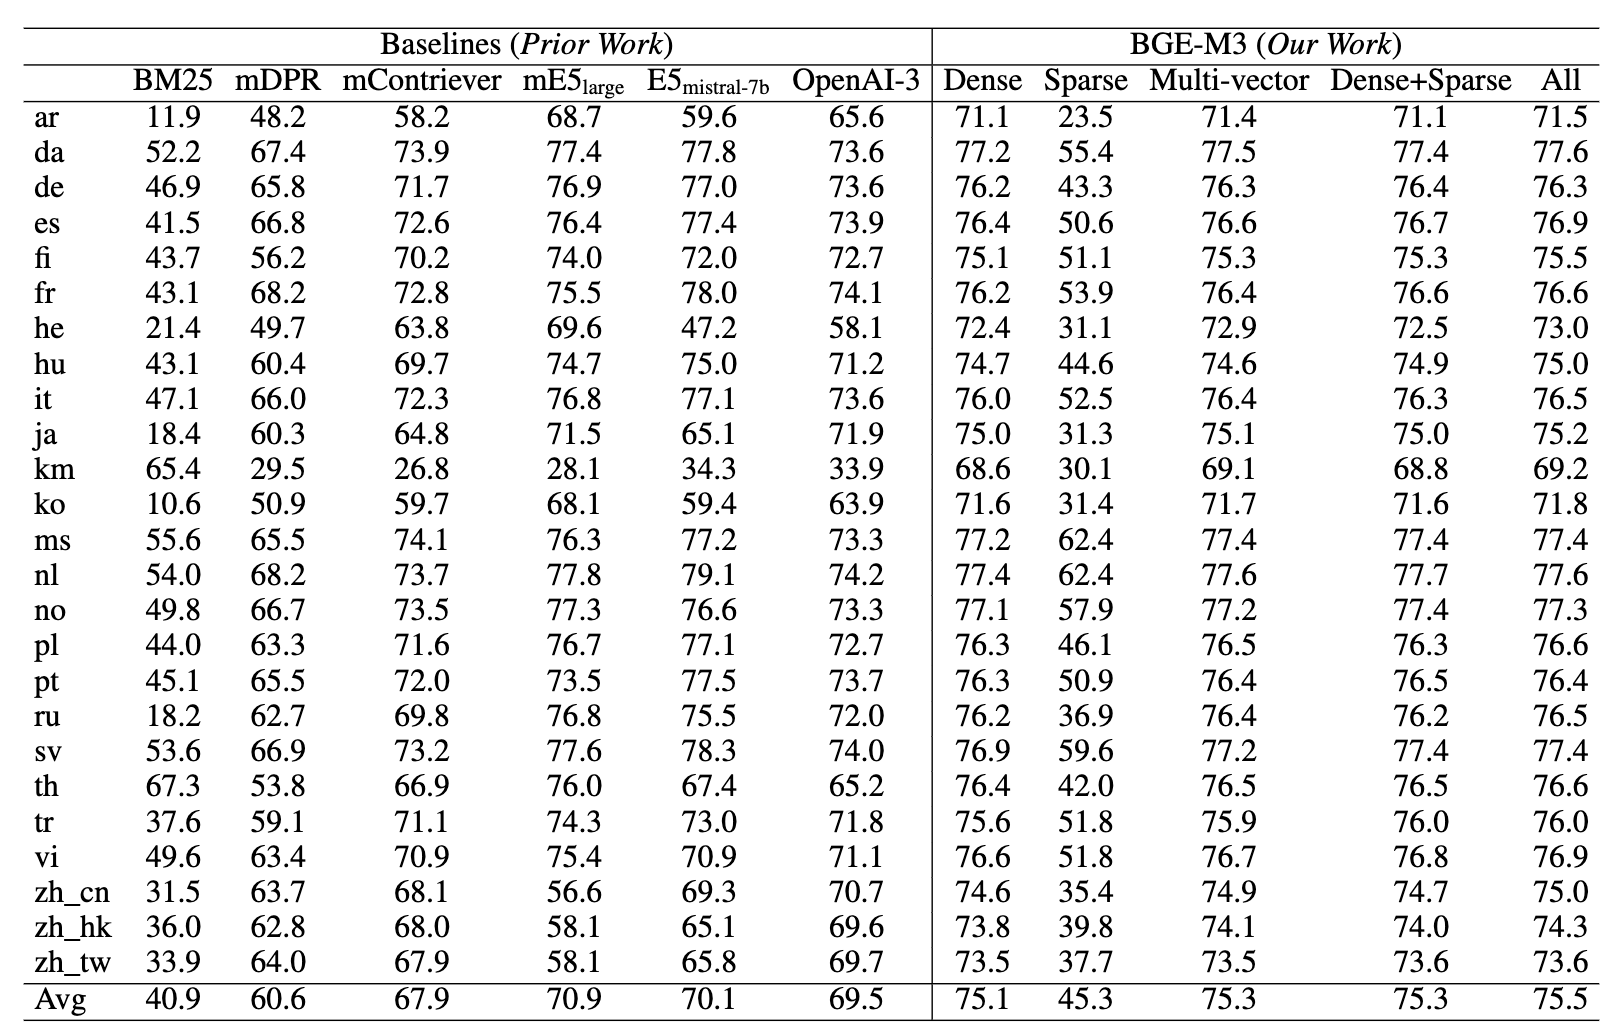 Baselines (Prior Work) BGE-M3 (Our Work)
BM25 mDPR mContriever mE5large E5mistral-7b OpenAI-3 Dense Sparse Multi-vector Dense+Sparse All
ar 11.9 48.2 58.2 68.7 59.6 65.6 71.1 23.5 71.4 71.1 71.5
da 52.2 67.4 73.9 77.4 77.8 73.6 77.2 55.4 77.5 77.4 77.6
de 46.9 65.8 71.7 76.9 77.0 73.6 76.2 43.3 76.3 76.4 76.3
es 41.5 66.8 72.6 76.4 77.4 73.9 76.4 50.6 76.6 76.7 76.9
fi 43.7 56.2 70.2 74.0 72.0 72.7 75.1 51.1 75.3 75.3 75.5
fr 43.1 68.2 72.8 75.5 78.0 74.1 76.2 53.9 76.4 76.6 76.6
he 21.4 49.7 63.8 69.6 47.2 58.1 72.4 31.1 72.9 72.5 73.0
hu 43.1 60.4 69.7 74.7 75.0 71.2 74.7 44.6 74.6 74.9 75.0
it 47.1 66.0 72.3 76.8 77.1 73.6 76.0 52.5 76.4 76.3 76.5
ja 18.4 60.3 64.8 71.5 65.1 71.9 75.0 31.3 75.1 75.0 75.2
km 65.4 29.5 26.8 28.1 34.3 33.9 68.6 30.1 69.1 68.8 69.2
ko 10.6 50.9 59.7 68.1 59.4 63.9 71.6 31.4 71.7 71.6 71.8
ms 55.6 65.5 74.1 76.3 77.2 73.3 77.2 62.4 77.4 77.4 77.4
nl 54.0 68.2 73.7 77.8 79.1 74.2 77.4 62.4 77.6 77.7 77.6
no 49.8 66.7 73.5 77.3 76.6 73.3 77.1 57.9 77.2 77.4 77.3
pl 44.0 63.3 71.6 76.7 77.1 72.7 76.3 46.1 76.5 76.3 76.6
pt 45.1 65.5 72.0 73.5 77.5 73.7 76.3 50.9 76.4 76.5 76.4
ru 18.2 62.7 69.8 76.8 75.5 72.0 76.2 36.9 76.4 76.2 76.5
sv 53.6 66.9 73.2 77.6 78.3 74.0 76.9 59.6 77.2 77.4 77.4
th 67.3 53.8 66.9 76.0 67.4 65.2 76.4 42.0 76.5 76.5 76.6
tr 37.6 59.1 71.1 74.3 73.0 71.8 75.6 51.8 75.9 76.0 76.0
vi 49.6 63.4 70.9 75.4 70.9 71.1 76.6 51.8 76.7 76.8 76.9
zh_cn 31.5 63.7 68.1 56.6 69.3 70.7 74.6 35.4 74.9 74.7 75.0
zh_hk 36.0 62.8 68.0 58.1 65.1 69.6 73.8 39.8 74.1 74.0 74.3
zh_tw 33.9 64.0 67.9 58.1 65.8 69.7 73.5 37.7 73.5 73.6 73.6
Avg 40.9 60.6 67.9 70.9 70.1 69.5 75.1 45.3 75.3 75.3 75.5